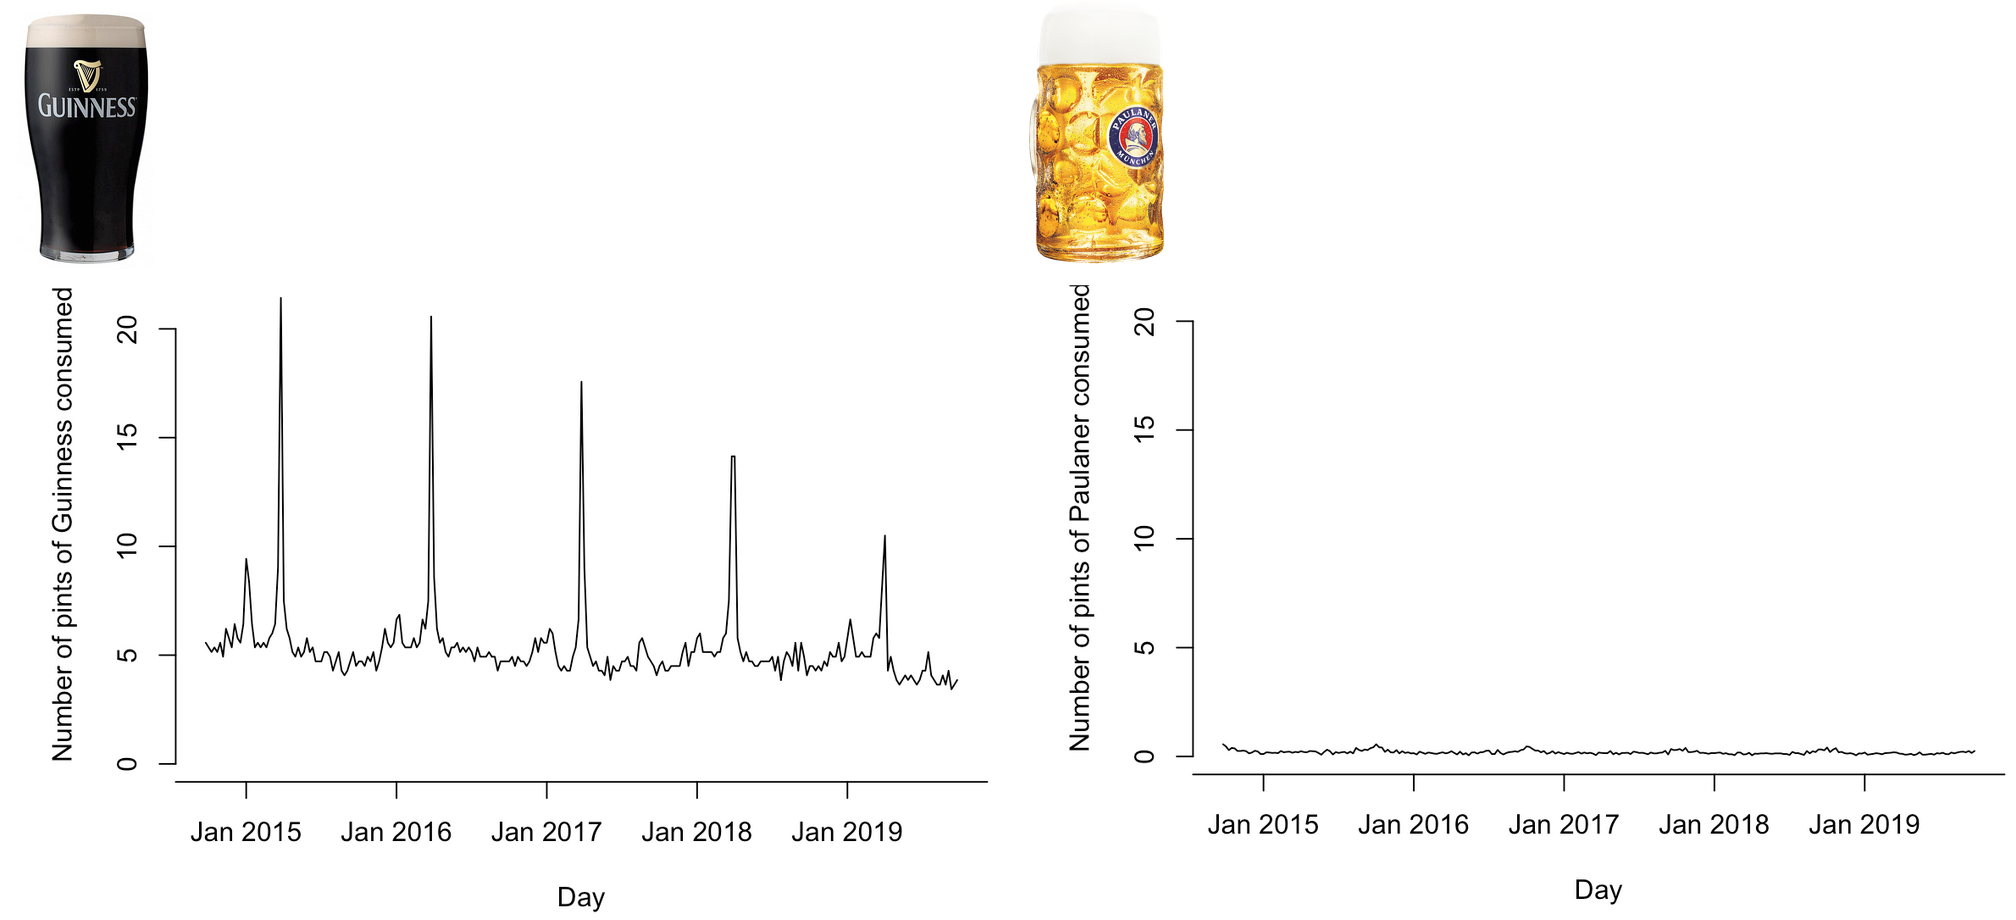 ESTD 1759
GUINNESS
Number of pints of Guinness consumed
20
15
10
5
0
Jan 2015 Jan 2016 Jan 2017 Jan 2018 Jan 2019
Day
PAULANER
MÜNCHEN
Number of pints of Paulaner consumed
20
15
10
5
0
Jan 2015 Jan 2016 Jan 2017 Jan 2018 Jan 2019
Day